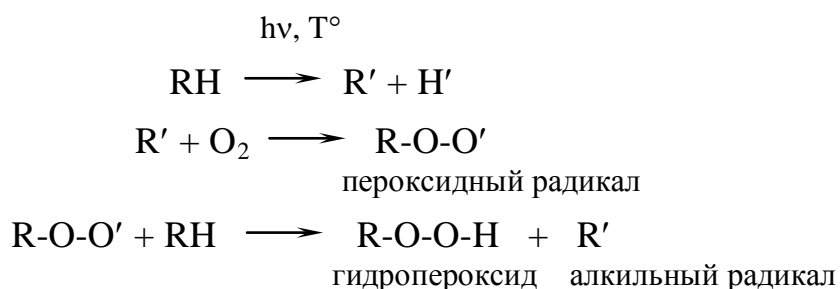 hν, T°
RH ⟶ R′ + H′
R′ + O₂ ⟶ R-O-O′
пероксидный радикал
R-O-O′ + RH ⟶ R-O-O-H + R′
гидропероксид алкильный радикал